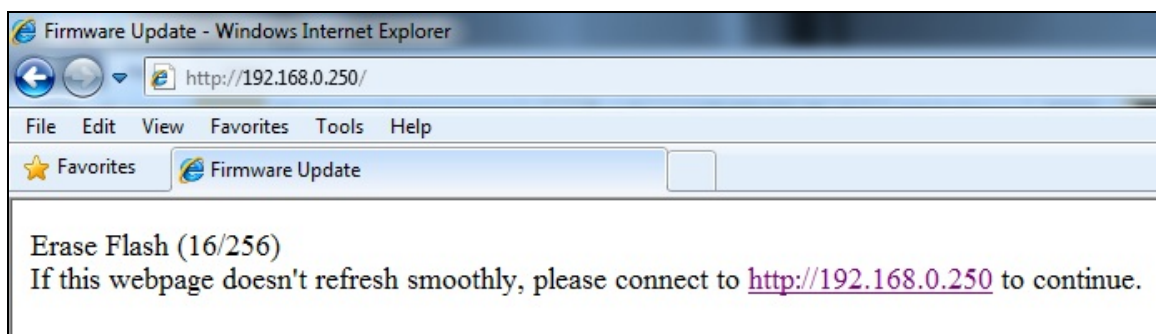 Firmware Update - Windows Internet Explorer
http://192.168.0.250/
File Edit View Favorites Tools Help
Favorites Firmware Update
Erase Flash (16/256)
If this webpage doesn't refresh smoothly, please connect to http://192.168.0.250 to continue.